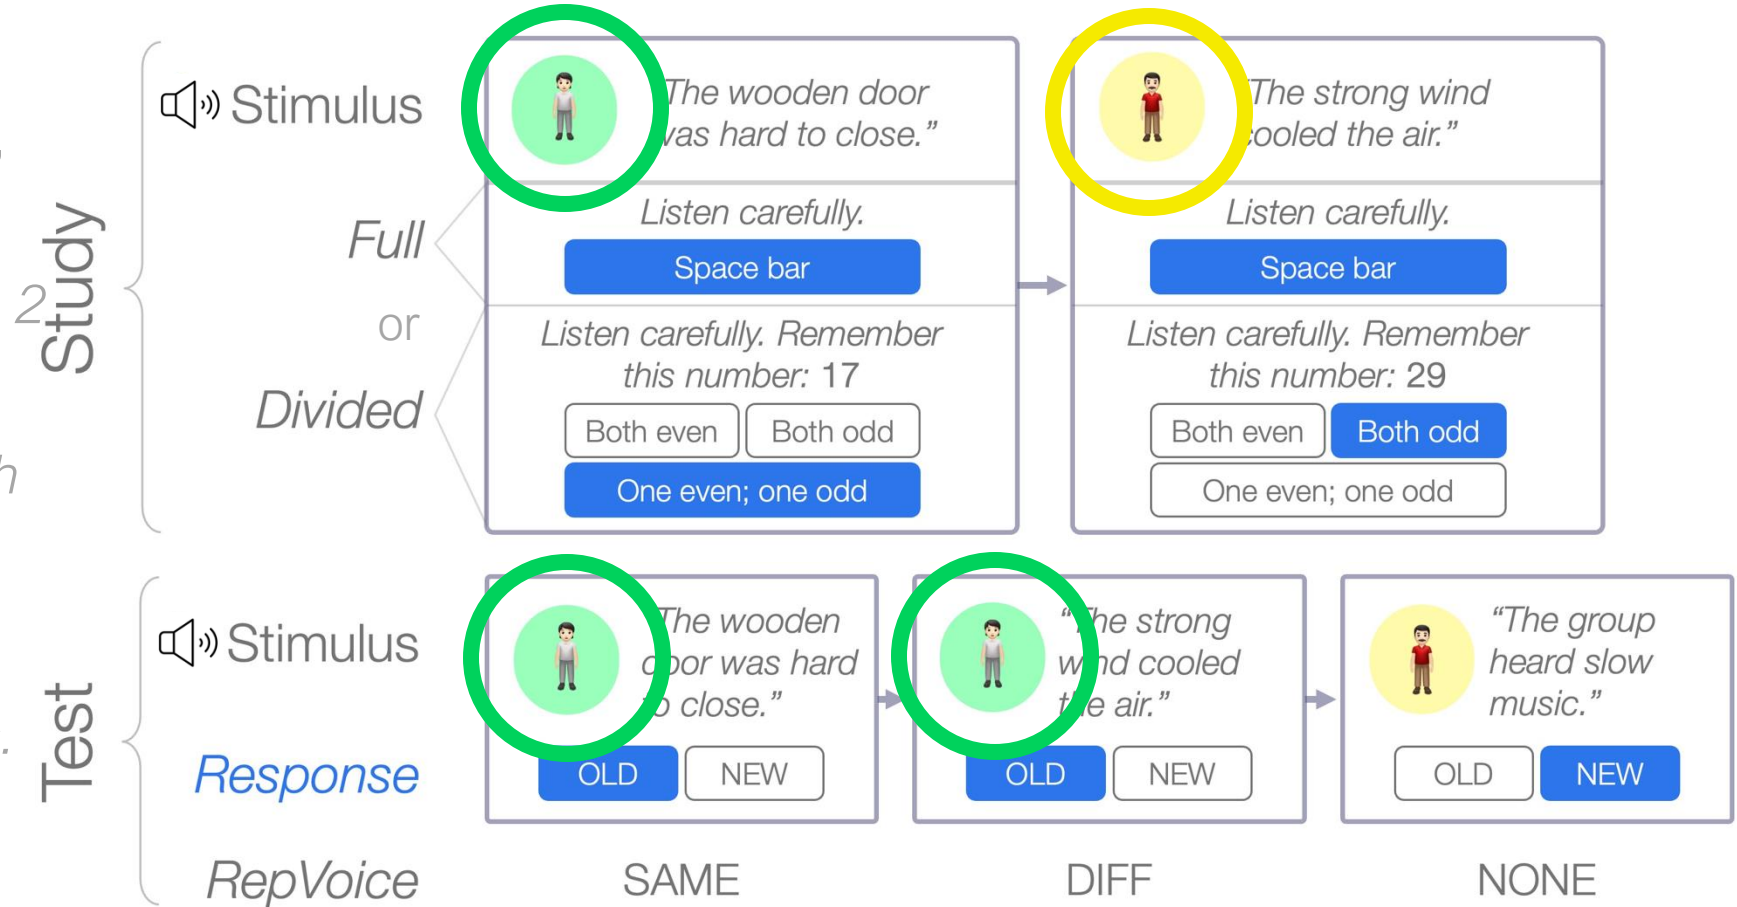 Stimulus
The wooden door
was hard to close.”
“The strong wind
cooled the air.”
Study
Full
Listen carefully.
Space bar
Listen carefully.
Space bar
2
or
Divided
Listen carefully. Remember
this number: 17
Both even
Both odd
One even; one odd
Listen carefully. Remember
this number: 29
Both even
Both odd
One even; one odd
h
Test
Stimulus
The wooden
door was hard
to close.”
“The strong
wind cooled
the air.”
“The group
heard slow
music.”
Response
OLD
NEW
OLD
NEW
OLD
NEW
RepVoice
SAME
DIFF
NONE